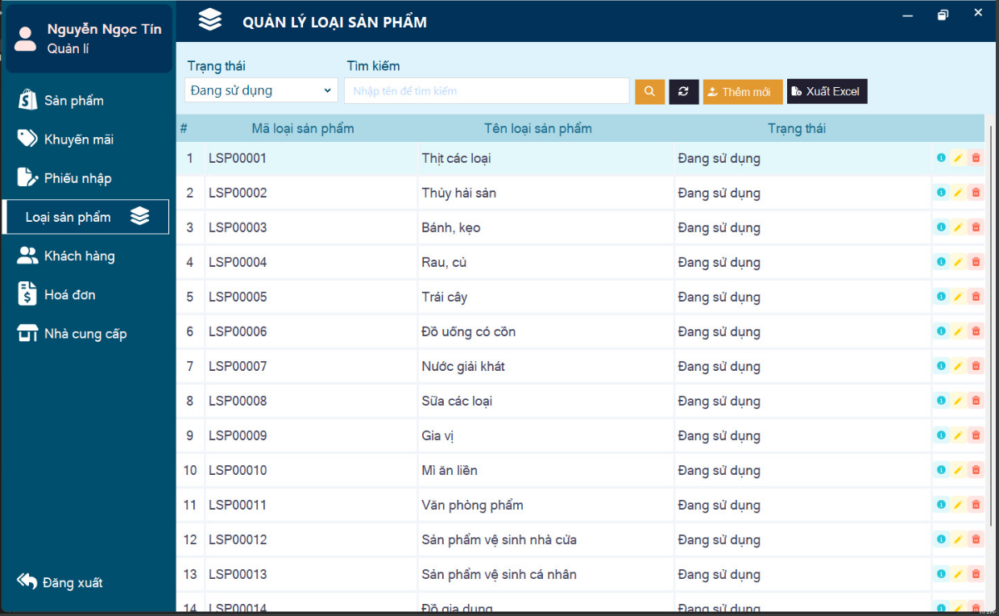 Nguyễn Ngọc Tín
Quản lí
QUẢN LÝ LOẠI SẢN PHẨM
Sản phẩm
Khuyến mãi
Phiếu nhập
Loại sản phẩm
Khách hàng
Hoá đơn
Nhà cung cấp
Đăng xuất
Trạng thái Tìm kiếm
Đang sử dụng Nhập tên để tìm kiếm Thêm mới Xuất Excel
# Mã loại sản phẩm Tên loại sản phẩm Trạng thái
1 LSP00001 Thịt các loại Đang sử dụng
2 LSP00002 Thủy hải sản Đang sử dụng
3 LSP00003 Bánh, kẹo Đang sử dụng
4 LSP00004 Rau, củ Đang sử dụng
5 LSP00005 Trái cây Đang sử dụng
6 LSP00006 Đồ uống có cồn Đang sử dụng
7 LSP00007 Nước giải khát Đang sử dụng
8 LSP00008 Sữa các loại Đang sử dụng
9 LSP00009 Gia vị Đang sử dụng
10 LSP00010 Mì ăn liền Đang sử dụng
11 LSP00011 Văn phòng phẩm Đang sử dụng
12 LSP00012 Sản phẩm vệ sinh nhà cửa Đang sử dụng
13 LSP00013 Sản phẩm vệ sinh cá nhân Đang sử dụng
14 LSP00014 Đồ gia dụng Đang sử dụng